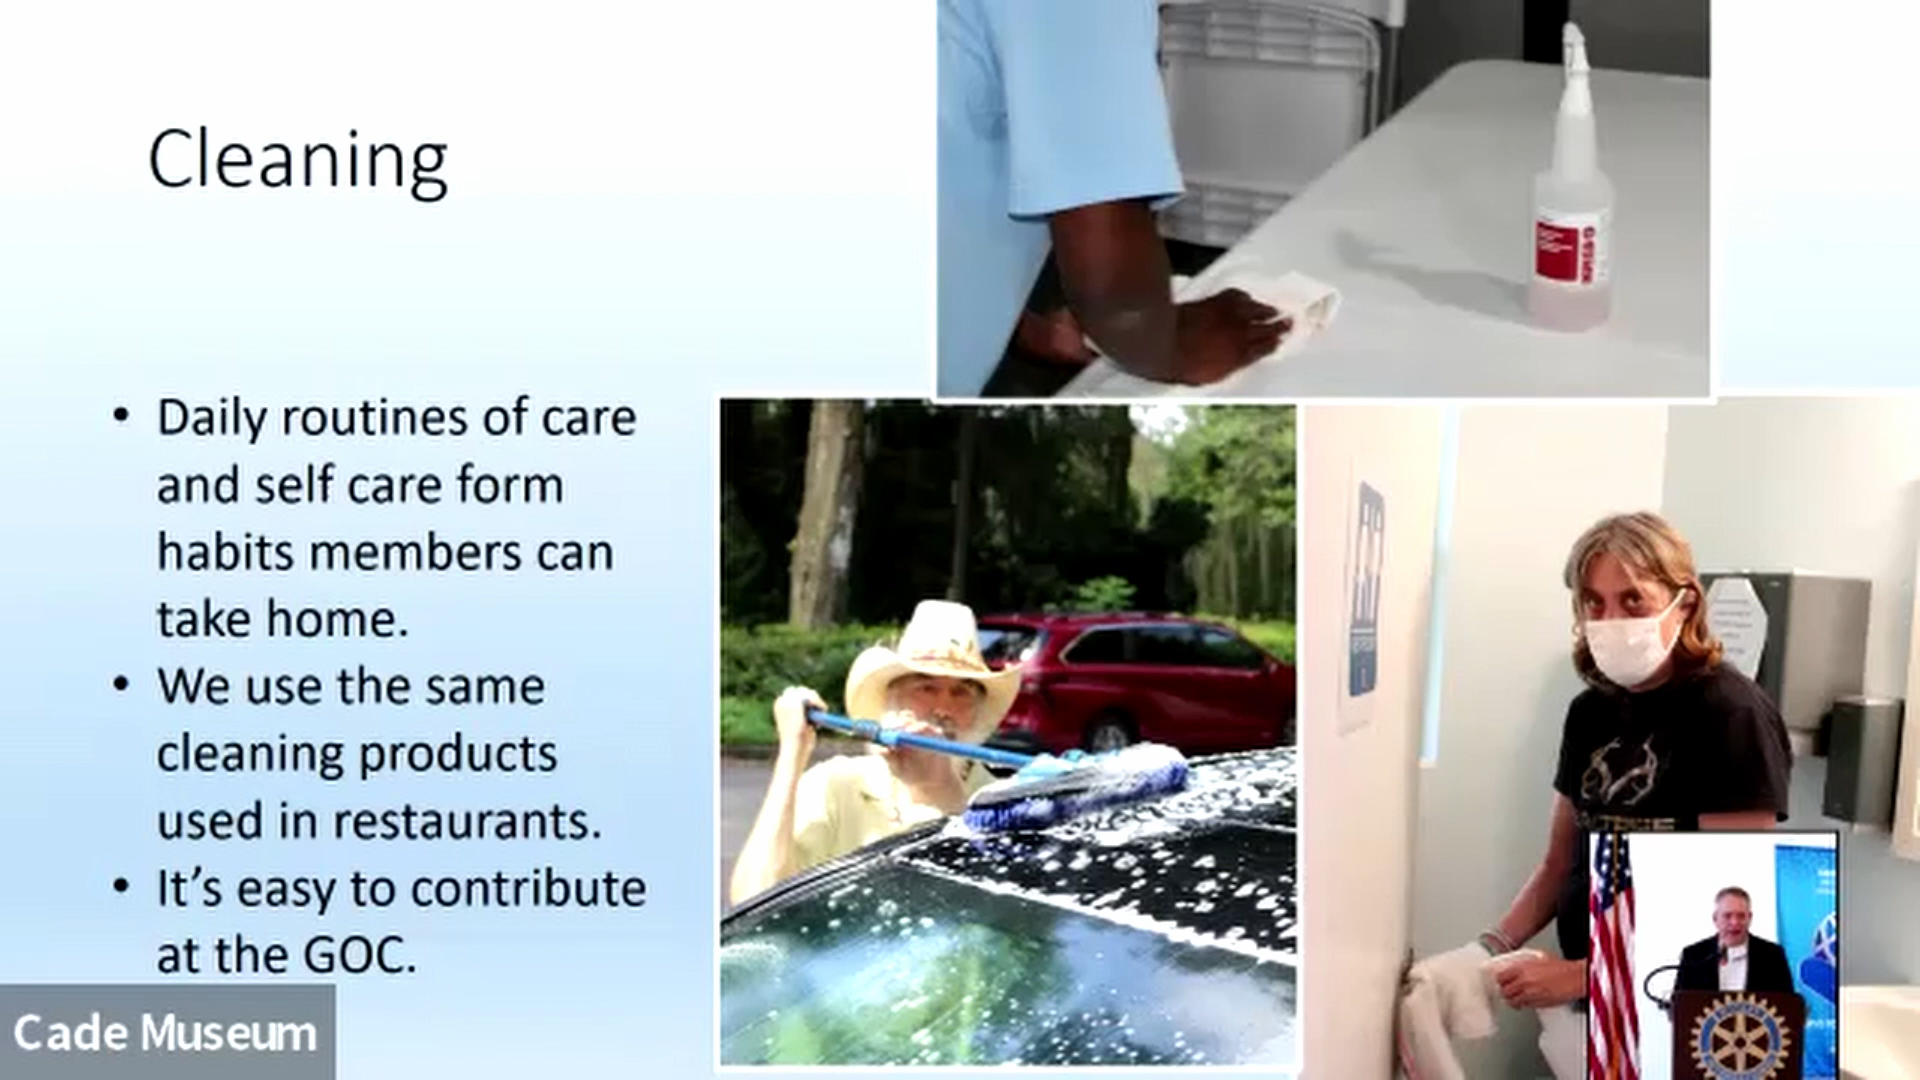 Cleaning
• Daily routines of care
and self care form
habits members can
take home.
• We use the same
cleaning products
used in restaurants.
• It’s easy to contribute
at the GOC.
Cade Museum